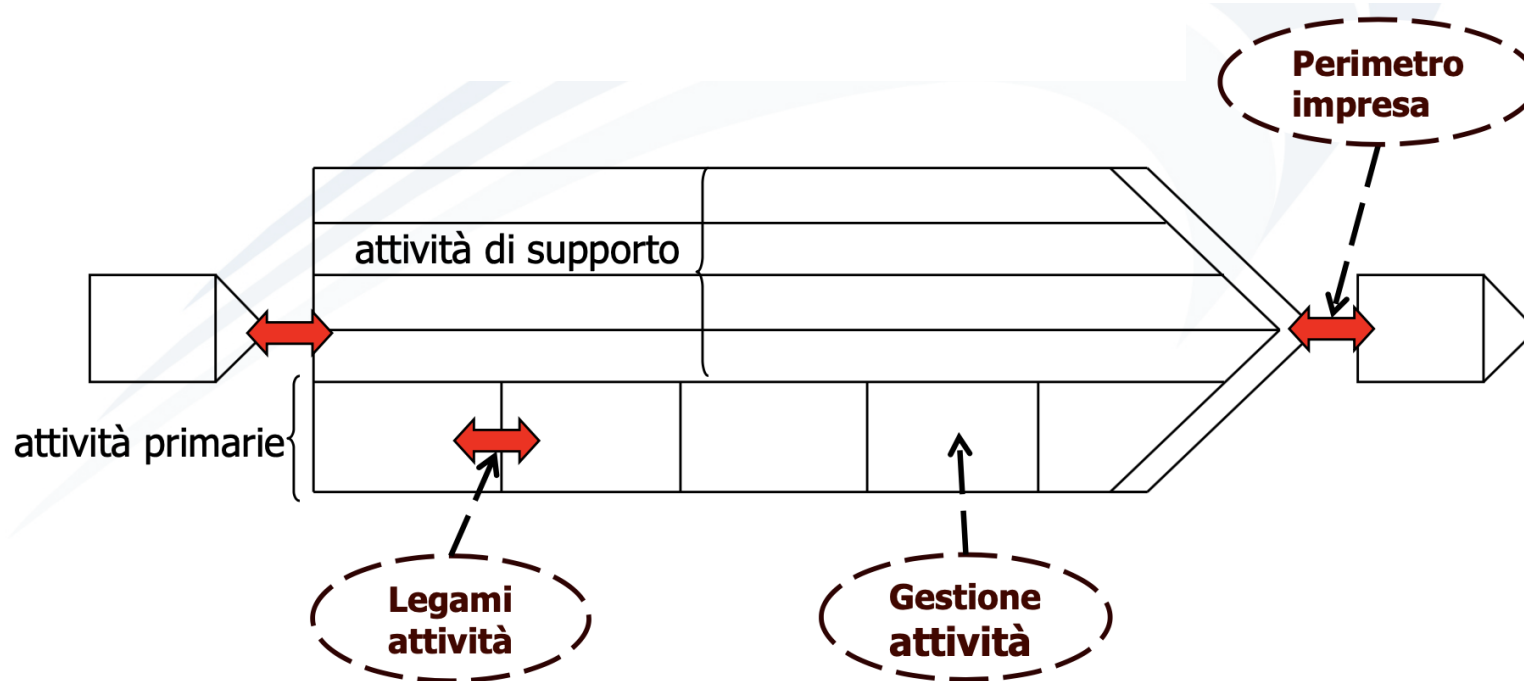 Perimetro
impresa
attività di supporto
attività primarie
Legami
attività
Gestione
attività